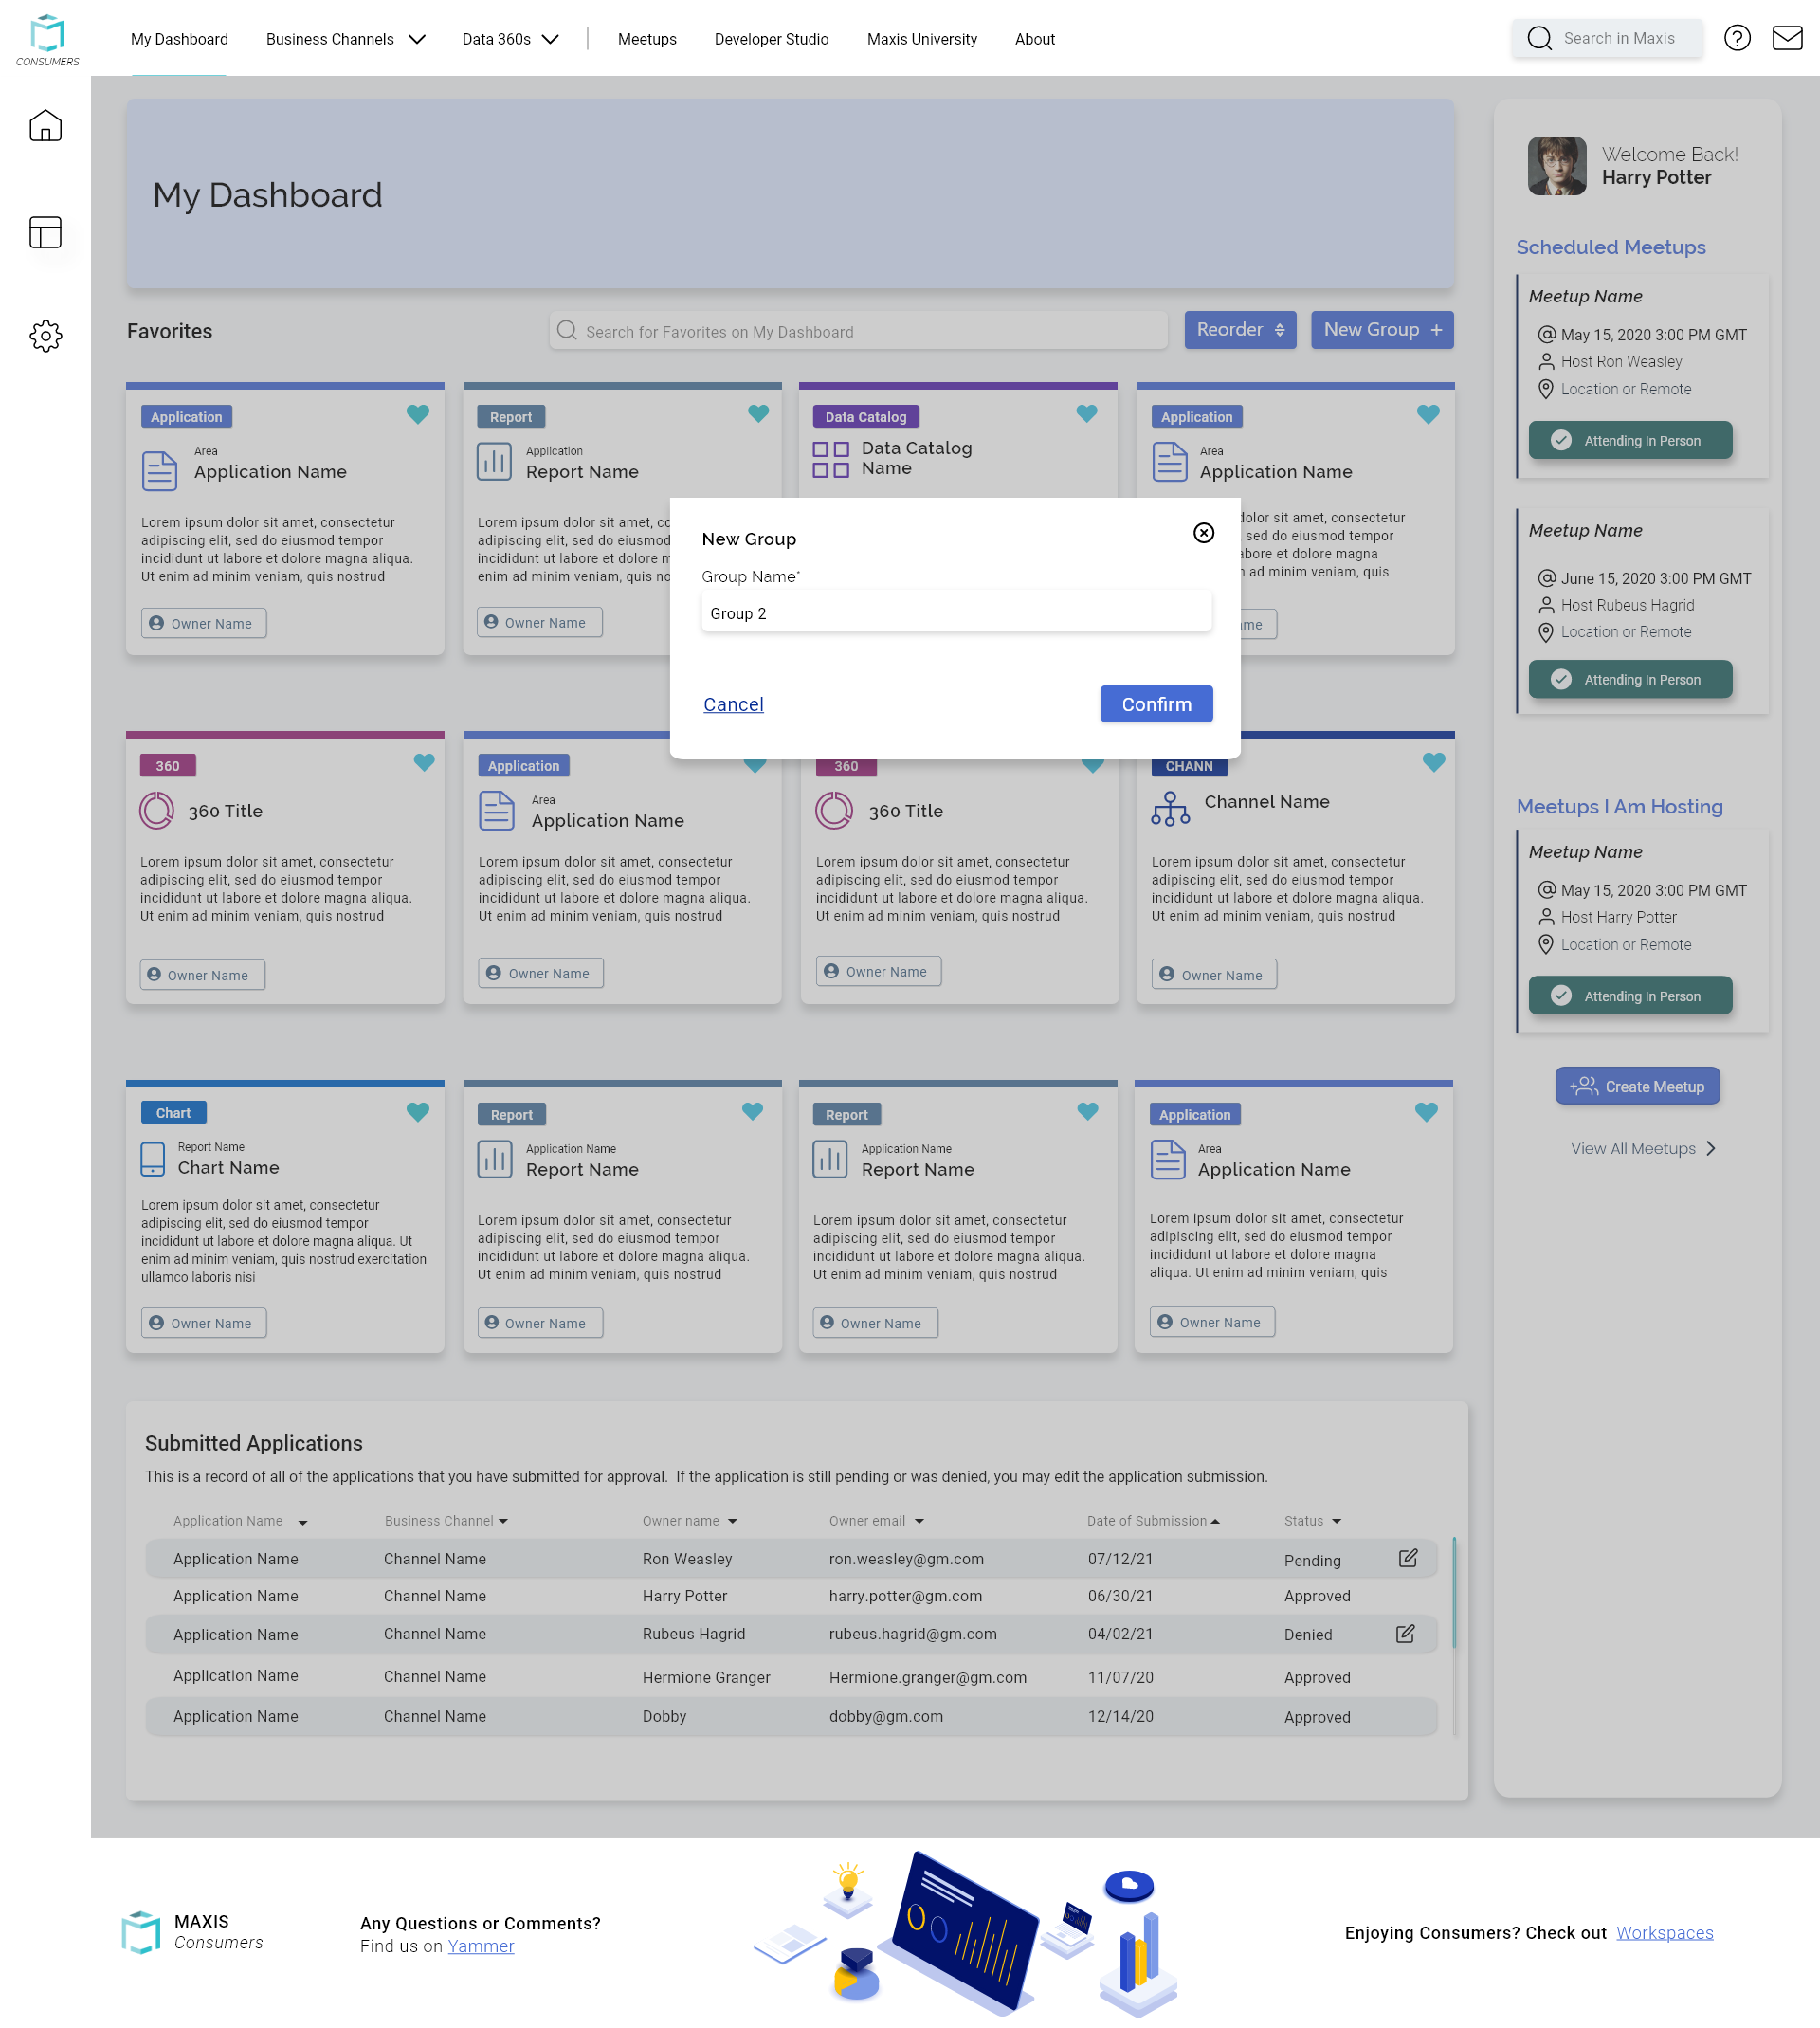 CONSUMERS
My Dashboard
Business Channels
Data 360s
Meetups
Developer Studio
Maxis University
About
Search in Maxis
My Dashboard
Favorites
Search for Favorites on My Dashboard
Reorder
New Group +
Application
Area
Application Name
Lorem ipsum dolor sit amet, consectetur
adipiscing elit, sed do eiusmod tempor
incididunt ut labore et dolore magna aliqua.
Ut enim ad minim veniam, quis nostrud
Owner Name
Report
Application
Report Name
Lorem ipsum dolor sit amet, co
adipiscing elit, sed do eiusmod
incididunt ut labore et dolore m
enim ad minim veniam, quis no
Owner Name
Data Catalog
Data Catalog
Name
Application
Area
Application Name
dolor sit amet, consectetur
sed do eiusmod tempor
abore et dolore magna
ad minim veniam, quis
me
New Group
Group Name*
Group 2
Cancel
Confirm
360
360 Title
Lorem ipsum dolor sit amet, consectetur
adipiscing elit, sed do eiusmod tempor
incididunt ut labore et dolore magna aliqua.
Ut enim ad minim veniam, quis nostrud
Owner Name
Application
Area
Application Name
Lorem ipsum dolor sit amet, consectetur
adipiscing elit, sed do eiusmod tempor
incididunt ut labore et dolore magna aliqua.
Ut enim ad minim veniam, quis nostrud
Owner Name
360
360 Title
Lorem ipsum dolor sit amet, consectetur
adipiscing elit, sed do eiusmod tempor
incididunt ut labore et dolore magna aliqua.
Ut enim ad minim veniam, quis nostrud
Owner Name
CHANN
Channel Name
Lorem ipsum dolor sit amet, consectetur
adipiscing elit, sed do eiusmod tempor
incididunt ut labore et dolore magna aliqua.
Ut enim ad minim veniam, quis nostrud
Owner Name
Chart
Report Name
Chart Name
Lorem ipsum dolor sit amet, consectetur
adipiscing elit, sed do eiusmod tempor
incididunt ut labore et dolore magna aliqua. Ut
enim ad minim veniam, quis nostrud exercitation
ullamco laboris nisi
Owner Name
Report
Application Name
Report Name
Lorem ipsum dolor sit amet, consectetur
adipiscing elit, sed do eiusmod tempor
incididunt ut labore et dolore magna aliqua.
Ut enim ad minim veniam, quis nostrud
Owner Name
Report
Application Name
Report Name
Lorem ipsum dolor sit amet, consectetur
adipiscing elit, sed do eiusmod tempor
incididunt ut labore et dolore magna aliqua.
Ut enim ad minim veniam, quis nostrud
Owner Name
Application
Area
Application Name
Lorem ipsum dolor sit amet, consectetur
adipiscing elit, sed do eiusmod tempor
incididunt ut labore et dolore magna
aliqua. Ut enim ad minim veniam, quis
Owner Name
Submitted Applications
This is a record of all of the applications that you have submitted for approval. If the application is still pending or was denied, you may edit the application submission.
Application Name Business Channel Owner name Owner email Date of Submission Status
Application Name Channel Name Ron Weasley ron.weasley@gm.com 07/12/21 Pending
Application Name Channel Name Harry Potter harry.potter@gm.com 06/30/21 Approved
Application Name Channel Name Rubeus Hagrid rubeus.hagrid@gm.com 04/02/21 Denied
Application Name Channel Name Hermione Granger Hermione.granger@gm.com 11/07/20 Approved
Application Name Channel Name Dobby dobby@gm.com 12/14/20 Approved
Welcome Back!
Harry Potter
Scheduled Meetups
Meetup Name
May 15, 2020 3:00 PM GMT
Host Ron Weasley
Location or Remote
Attending In Person
Meetup Name
June 15, 2020 3:00 PM GMT
Host Rubeus Hagrid
Location or Remote
Attending In Person
Meetups I Am Hosting
Meetup Name
May 15, 2020 3:00 PM GMT
Host Harry Potter
Location or Remote
Attending In Person
Create Meetup
View All Meetups
MAXIS
Consumers
Any Questions or Comments?
Find us on Yammer
Enjoying Consumers? Check out Workspaces